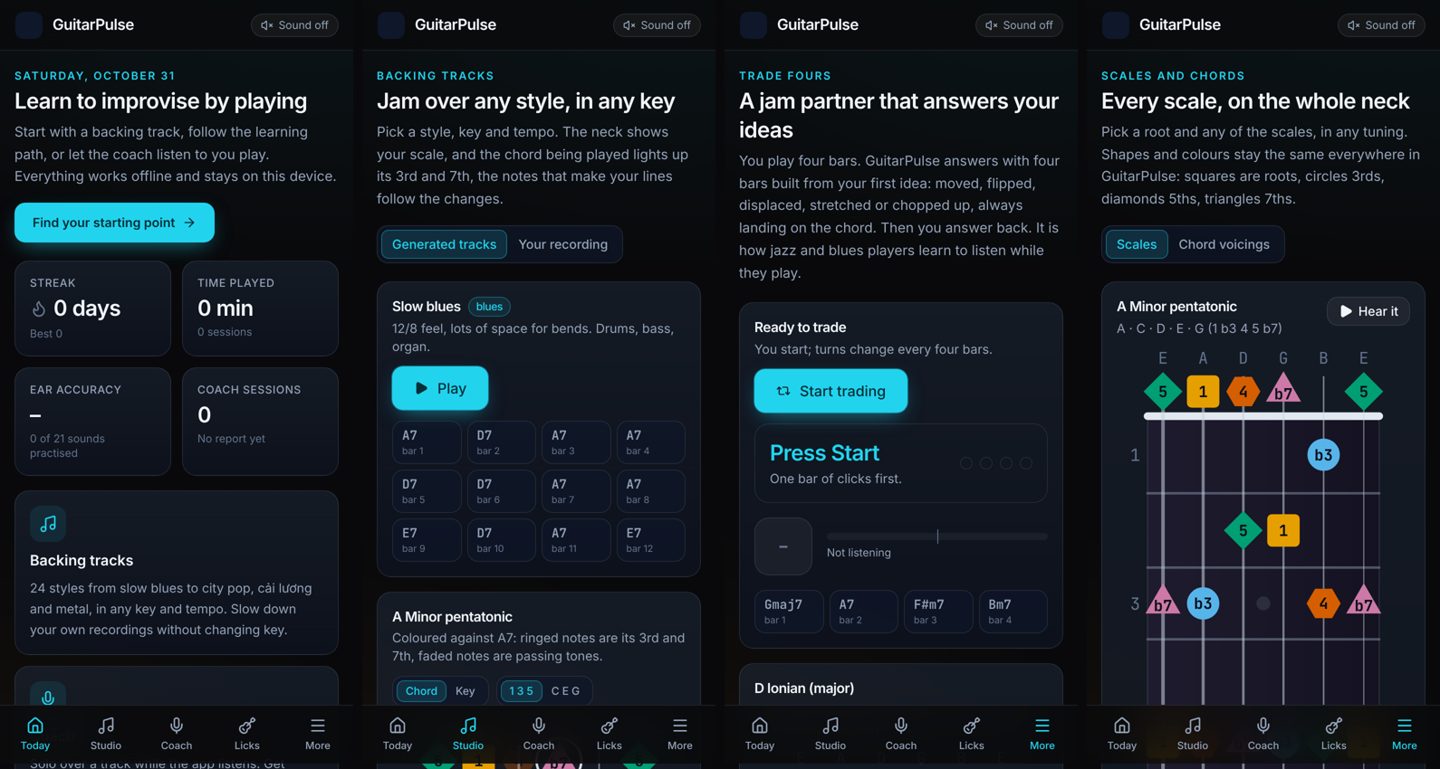 GuitarPulse
Sound off
SATURDAY, OCTOBER 31
Learn to improvise by playing
Start with a backing track, follow the learning
path, or let the coach listen to you play.
Everything works offline and stays on this device.
Find your starting point →
STREAK
0 days
Best 0
TIME PLAYED
0 min
0 sessions
EAR ACCURACY
–
0 of 21 sounds
practised
COACH SESSIONS
0
No report yet
Backing tracks
24 styles from slow blues to city pop, cải lương
and metal, in any key and tempo. Slow down
your own recordings without changing key.
Solo over a track while the app listens. Get
Today
Studio
Coach
Licks
More
GuitarPulse
Sound off
BACKING TRACKS
Jam over any style, in any key
Pick a style, key and tempo. The neck shows
your scale, and the chord being played lights up
its 3rd and 7th, the notes that make your lines
follow the changes.
Generated tracks
Your recording
Slow blues
blues
12/8 feel, lots of space for bends. Drums, bass,
organ.
Play
A7 D7 A7 A7
bar 1 bar 2 bar 3 bar 4
D7 D7 A7 A7
bar 5 bar 6 bar 7 bar 8
E7 D7 A7 E7
bar 9 bar 10 bar 11 bar 12
A Minor pentatonic
Coloured against A7: ringed notes are its 3rd and
7th, faded notes are passing tones.
Chord Key 1 3 5 C E G
Today
Studio
Coach
Licks
More
GuitarPulse
Sound off
TRADE FOURS
A jam partner that answers your
ideas
You play four bars. GuitarPulse answers with four
bars built from your first idea: moved, flipped,
displaced, stretched or chopped up, always
landing on the chord. Then you answer back. It is
how jazz and blues players learn to listen while
they play.
Ready to trade
You start; turns change every four bars.
Start trading
Press Start
One bar of clicks first.
–
Not listening
Gmaj7 A7 F#m7 Bm7
bar 1 bar 2 bar 3 bar 4
D Ionian (major)
Today
Studio
Coach
Licks
More
GuitarPulse
Sound off
SCALES AND CHORDS
Every scale, on the whole neck
Pick a root and any of the scales, in any tuning.
Shapes and colours stay the same everywhere in
GuitarPulse: squares are roots, circles 3rds,
diamonds 5ths, triangles 7ths.
Scales
Chord voicings
A Minor pentatonic
Hear it
A · C · D · E · G (1 b3 4 5 b7)
E A D G B E
5 1 4 b7 5
1 b3
5 1
3 b7 b3 4 b7
Today
Studio
Coach
Licks
More